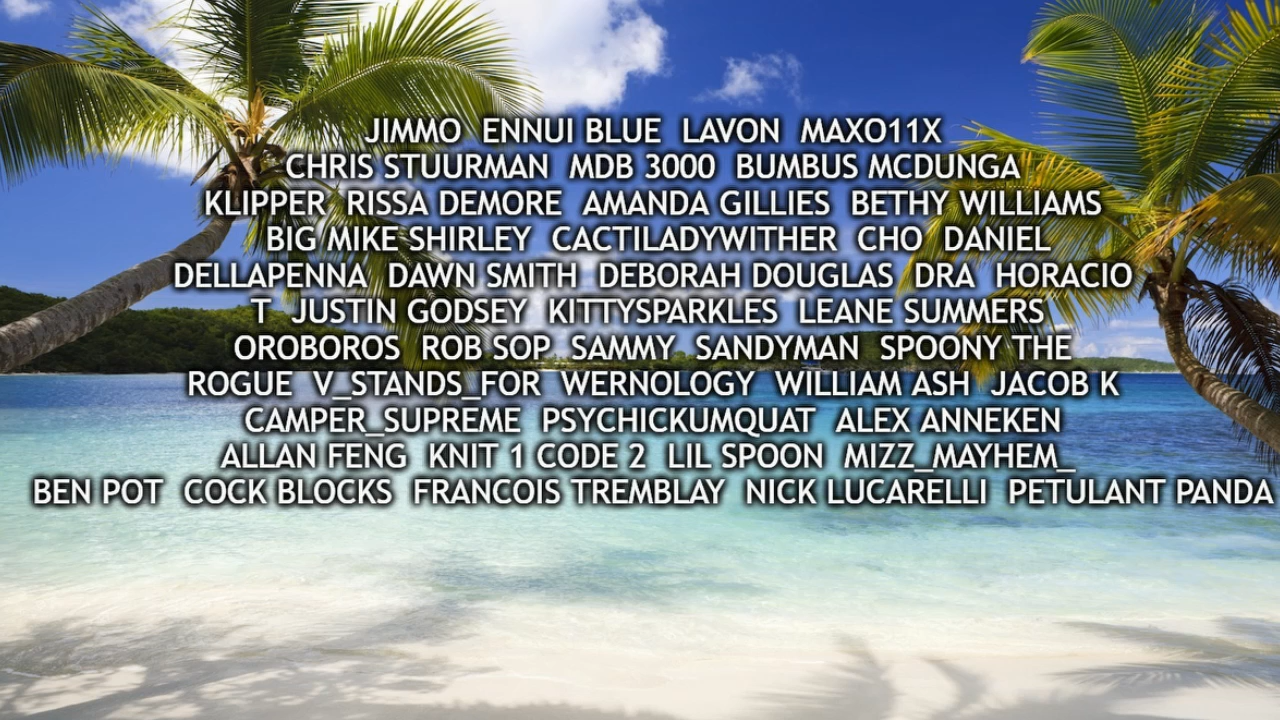 JIMMO ENNUI BLUE LAVON MAXO11X
CHRIS STUURMAN MDB 3000 BUMBUS MCDUNGA
KLIPPER RISSA DEMORE AMANDA GILLIES BETHY WILLIAMS
BIG MIKE SHIRLEY CACTILADYWITHER CHO DANIEL
DELLAPENNA DAWN SMITH DEBORAH DOUGLAS DRA HORACIO
T JUSTIN GODSEY KITTYSPARKLES LEANE SUMMERS
OROBOROS ROB SOP SAMMY SANDYMAN SPOONY THE
ROGUE V_STANDS_FOR WERNOLOGY WILLIAM ASH JACOB K
CAMPER_SUPREME PSYCHICKUMQUAT ALEX ANNEKEN
ALLAN FENG KNIT 1 CODE 2 LIL SPOON MIZZ_MAYHEM_
BEN POT COCK BLOCKS FRANCOIS TREMBLAY NICK LUCARELLI PETULANT PANDA